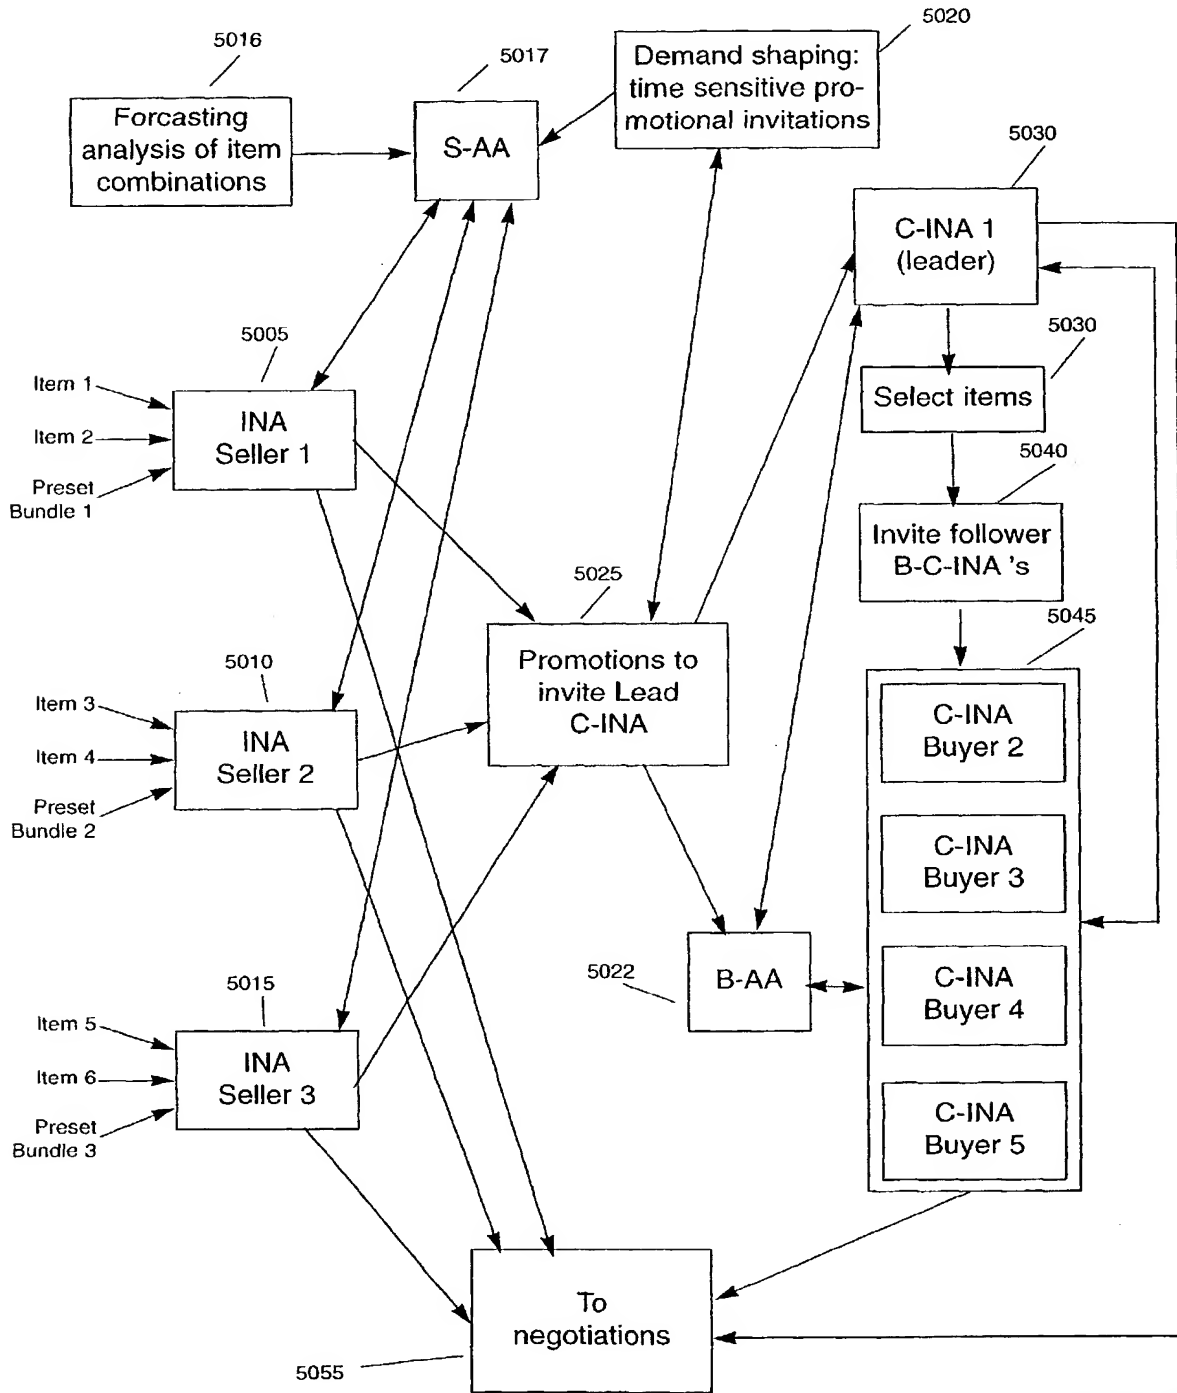 5016
5017
5020
Forcasting
analysis of item
combinations
S-AA
Demand shaping:
time sensitive pro-
motional invitations
5030
C-INA 1
(leader)
5005
5030
Item 1
Item 2
Preset
Bundle 1
INA
Seller 1
Select items
5040
Invite follower
B-C-INA 's
5025
5045
Promotions to
invite Lead
C-INA
5010
Item 3
Item 4
Preset
Bundle 2
INA
Seller 2
C-INA
Buyer 2
C-INA
Buyer 3
5022
B-AA
C-INA
Buyer 4
5015
Item 5
Item 6
Preset
Bundle 3
INA
Seller 3
C-INA
Buyer 5
To
negotiations
5055